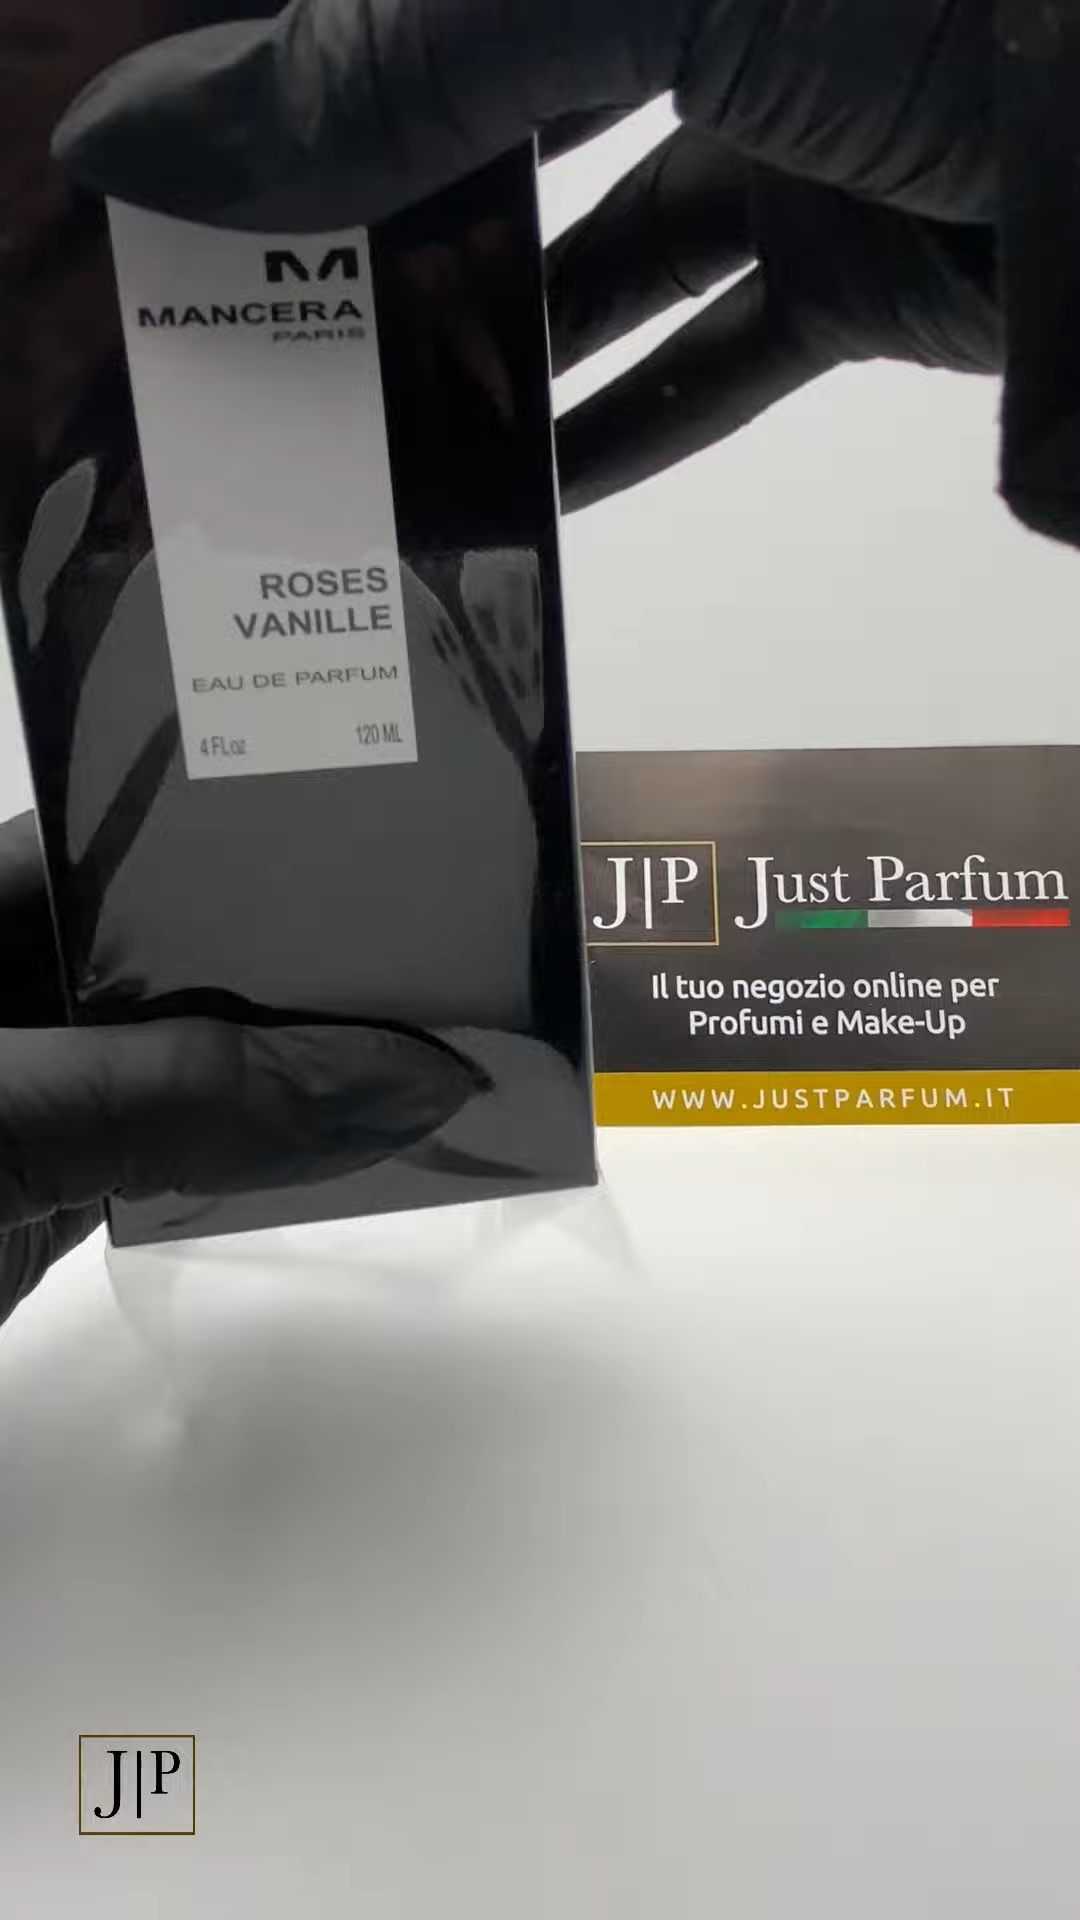 M
MANCERA
PARIS
ROSES
VANILLE
EAU DE PARFUM
4 FL oz 120 ML
J|P Just Parfum
Il tuo negozio online per
Profumi e Make-Up
WWW.JUSTPARFUM.IT
J|P